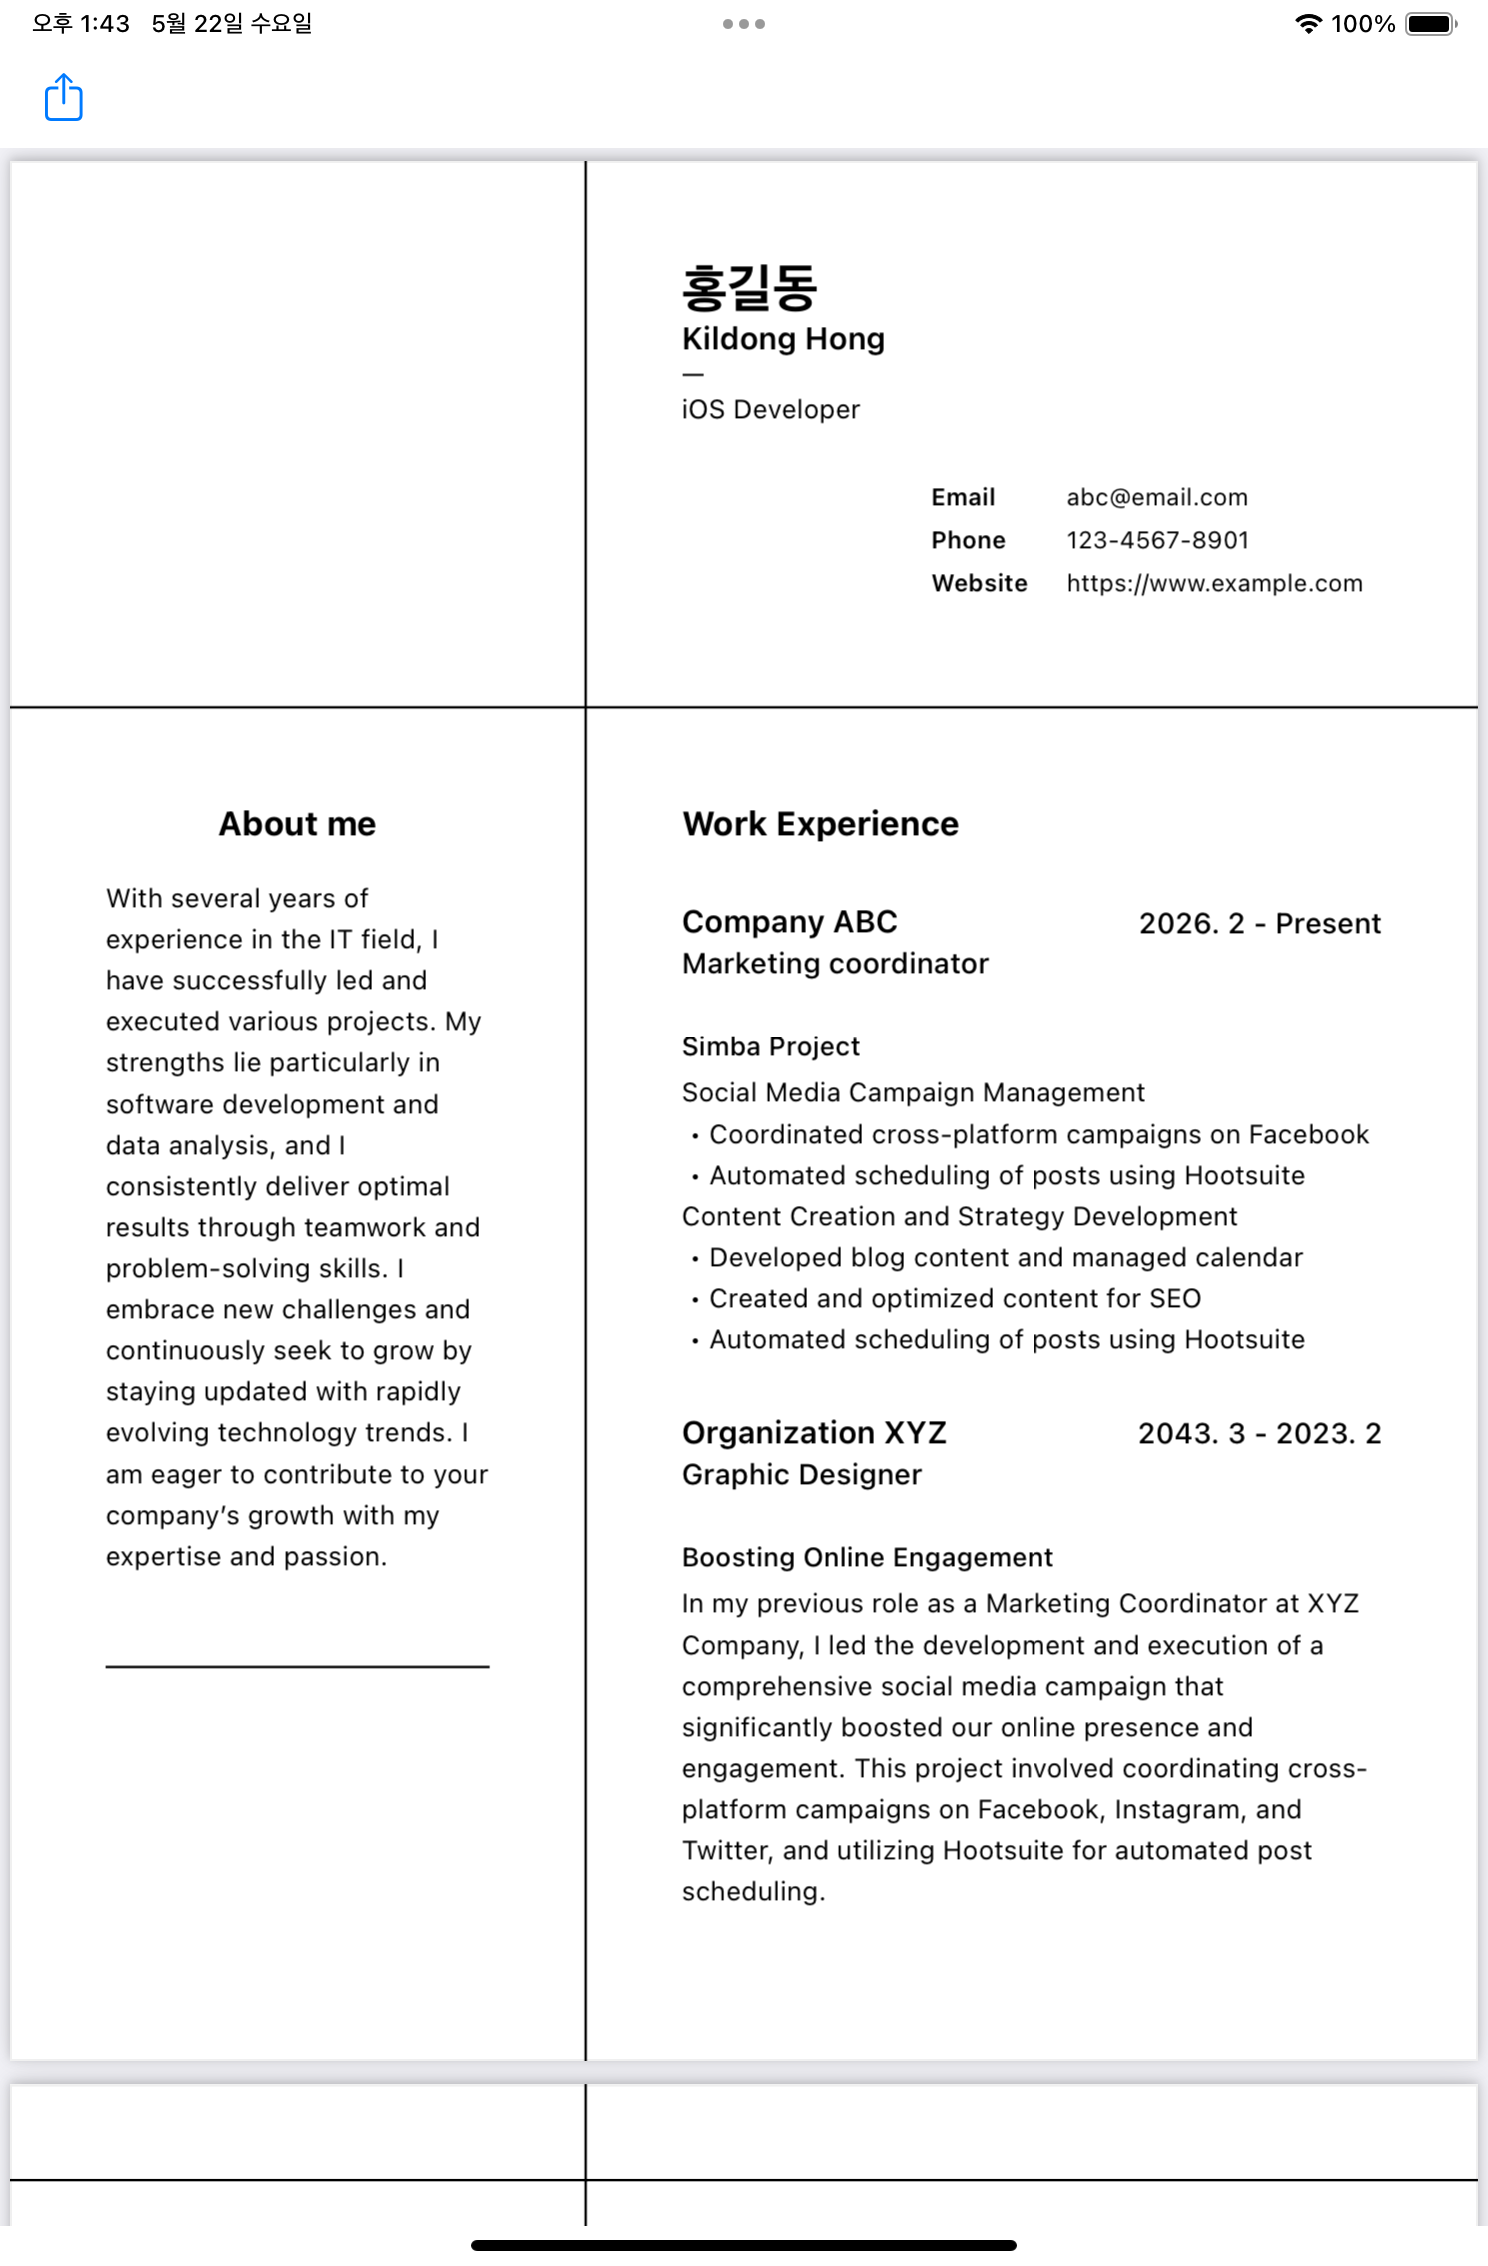 오후 1:43 5월 22일 수요일
100%
홍길동
Kildong Hong
—
iOS Developer
Email abc@email.com
Phone 123-4567-8901
Website https://www.example.com
About me
With several years of
experience in the IT field, I
have successfully led and
executed various projects. My
strengths lie particularly in
software development and
data analysis, and I
consistently deliver optimal
results through teamwork and
problem-solving skills. I
embrace new challenges and
continuously seek to grow by
staying updated with rapidly
evolving technology trends. I
am eager to contribute to your
company’s growth with my
expertise and passion.
Work Experience
Company ABC 2026. 2 - Present
Marketing coordinator
Simba Project
Social Media Campaign Management
• Coordinated cross-platform campaigns on Facebook
• Automated scheduling of posts using Hootsuite
Content Creation and Strategy Development
• Developed blog content and managed calendar
• Created and optimized content for SEO
• Automated scheduling of posts using Hootsuite
Organization XYZ 2043. 3 - 2023. 2
Graphic Designer
Boosting Online Engagement
In my previous role as a Marketing Coordinator at XYZ
Company, I led the development and execution of a
comprehensive social media campaign that
significantly boosted our online presence and
engagement. This project involved coordinating cross-
platform campaigns on Facebook, Instagram, and
Twitter, and utilizing Hootsuite for automated post
scheduling.